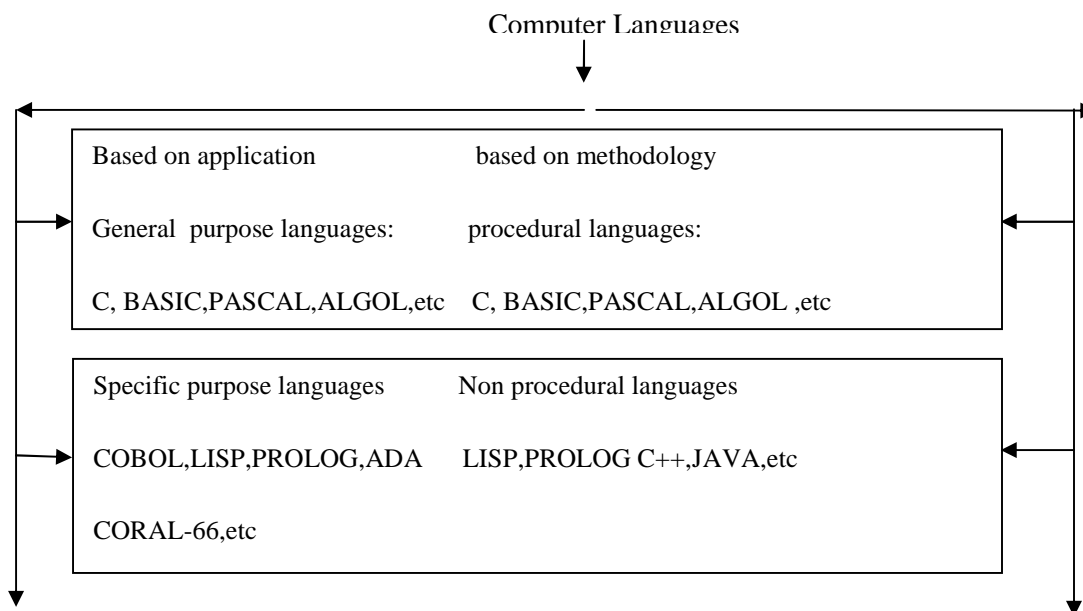 Computer Languages
Based on application based on methodology
General purpose languages: procedural languages:
C, BASIC,PASCAL,ALGOL,etc C, BASIC,PASCAL,ALGOL ,etc
Specific purpose languages Non procedural languages
COBOL,LISP,PROLOG,ADA LISP,PROLOG C++,JAVA,etc
CORAL-66,etc